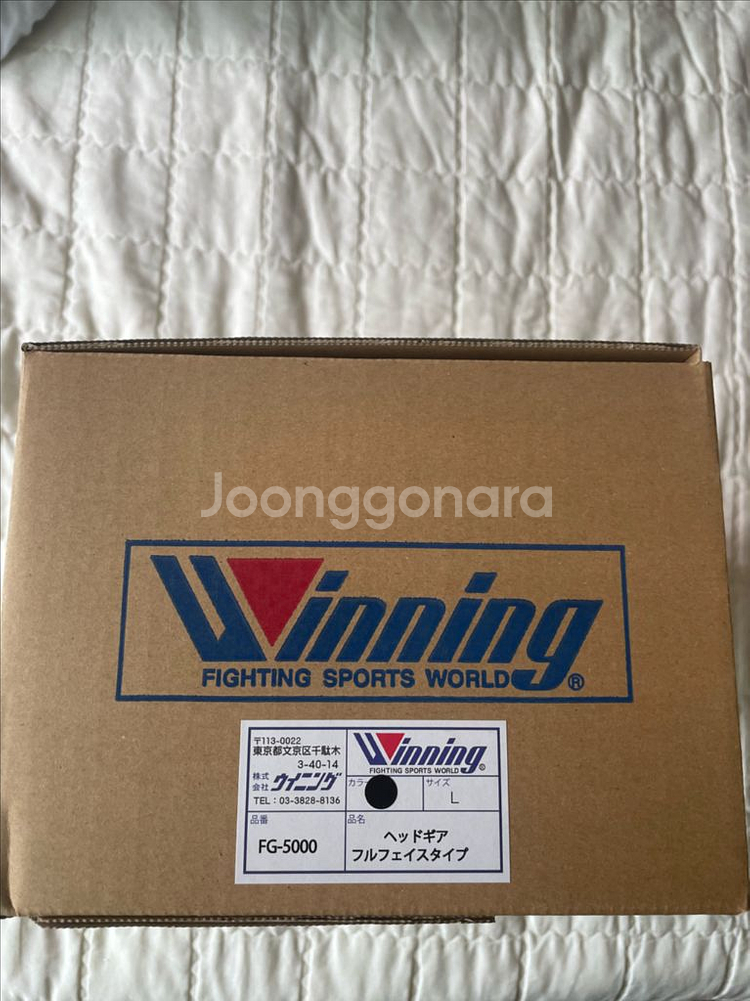 Joonggonara
Winning
FIGHTING SPORTS WORLD®
〒113-0022
東京都文京区千駄木
3-40-14
株式会社 ウイニング
TEL：03-3828-8136
Winning
FIGHTING SPORTS WORLD®
カラー
サイズ
L
品番
FG-5000
品名
ヘッドギア
フルフェイスタイプ